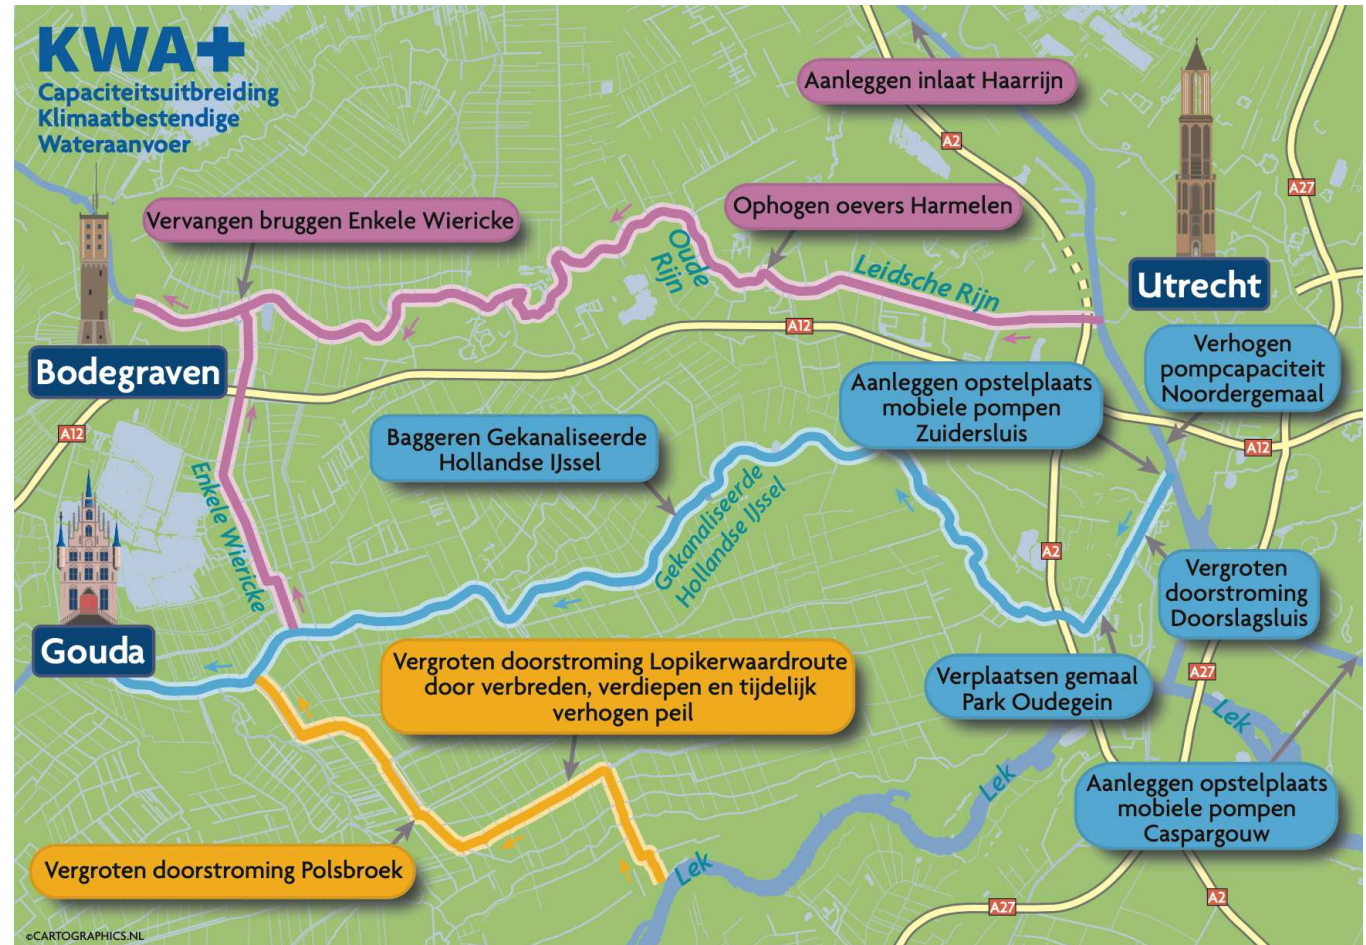 KWA+
Capaciteitsuitbreiding
Klimaatbestendige
Wateraanvoer
Aanleggen inlaat Haarrijn
A2
A27
Vervangen bruggen Enkele Wiericke
Ophogen oevers Harmelen
Oude
Rijn
Leidsche Rijn
Utrecht
Bodegraven
A12
Verhogen
pompcapaciteit
Noordergemaal
Aanleggen opstelplaats
mobiele pompen
Zuidersluis
Baggeren Gekanaliseerde
Hollandse IJssel
A12
A12
Enkele Wiericke
Gekanaliseerde
Hollandse IJssel
A2
Vergroten
doorstroming
Doorslagsluis
Gouda
Vergroten doorstroming Lopikerwaardroute
door verbreden, verdiepen en tijdelijk
verhogen peil
Verplaatsen gemaal
Park Oudegein
A27
Lek
Lek
Aanleggen opstelplaats
mobiele pompen
Caspargouw
Vergroten doorstroming Polsbroek
Lek
A27
A2
©CARTOGRAPHICS.NL